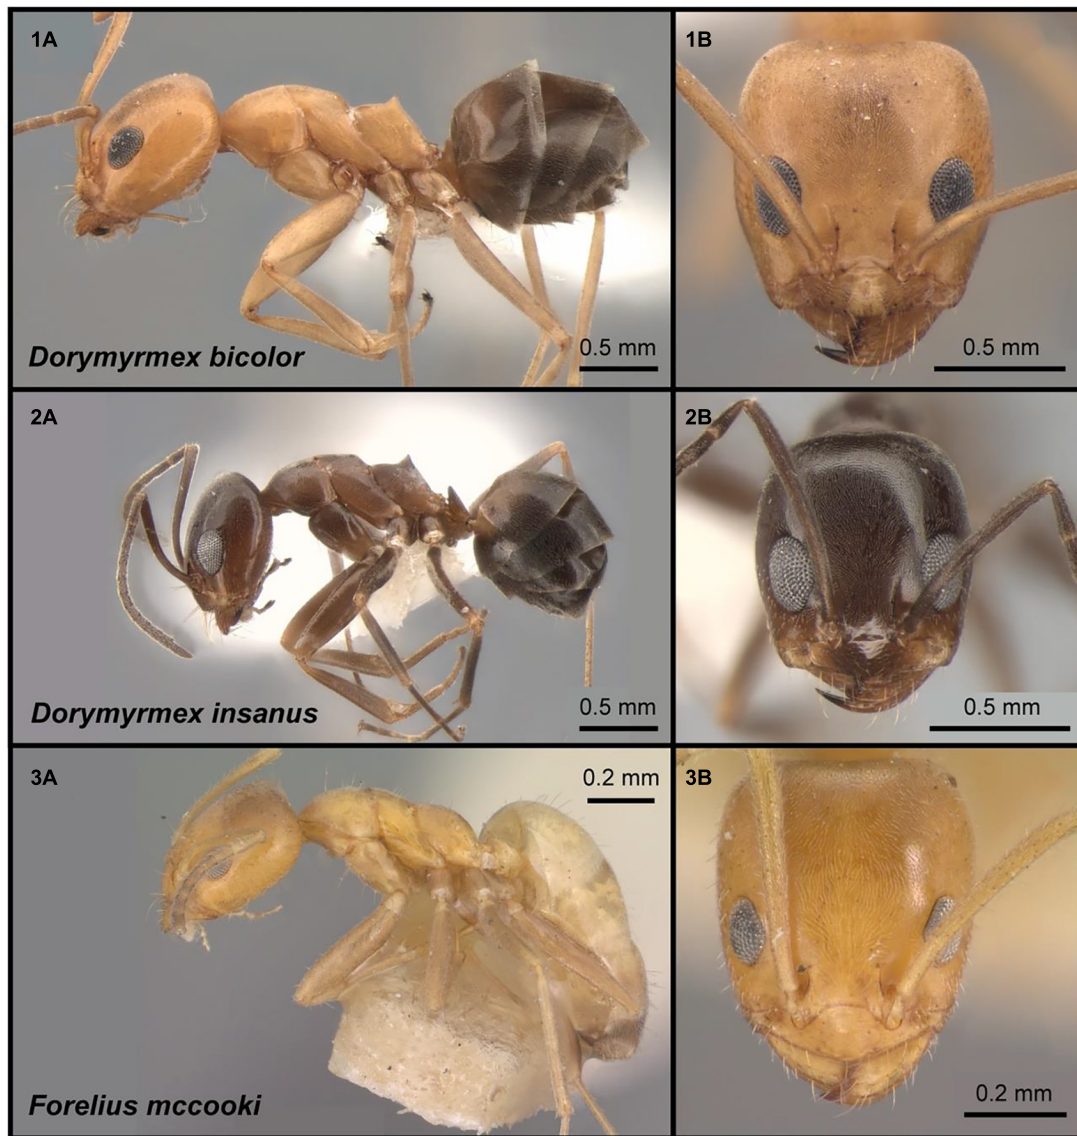 1A
1B
Dorymyrmex bicolor
0.5 mm
0.5 mm
2A
2B
Dorymyrmex insanus
0.5 mm
0.5 mm
3A
0.2 mm
3B
Forelius mccooki
0.2 mm